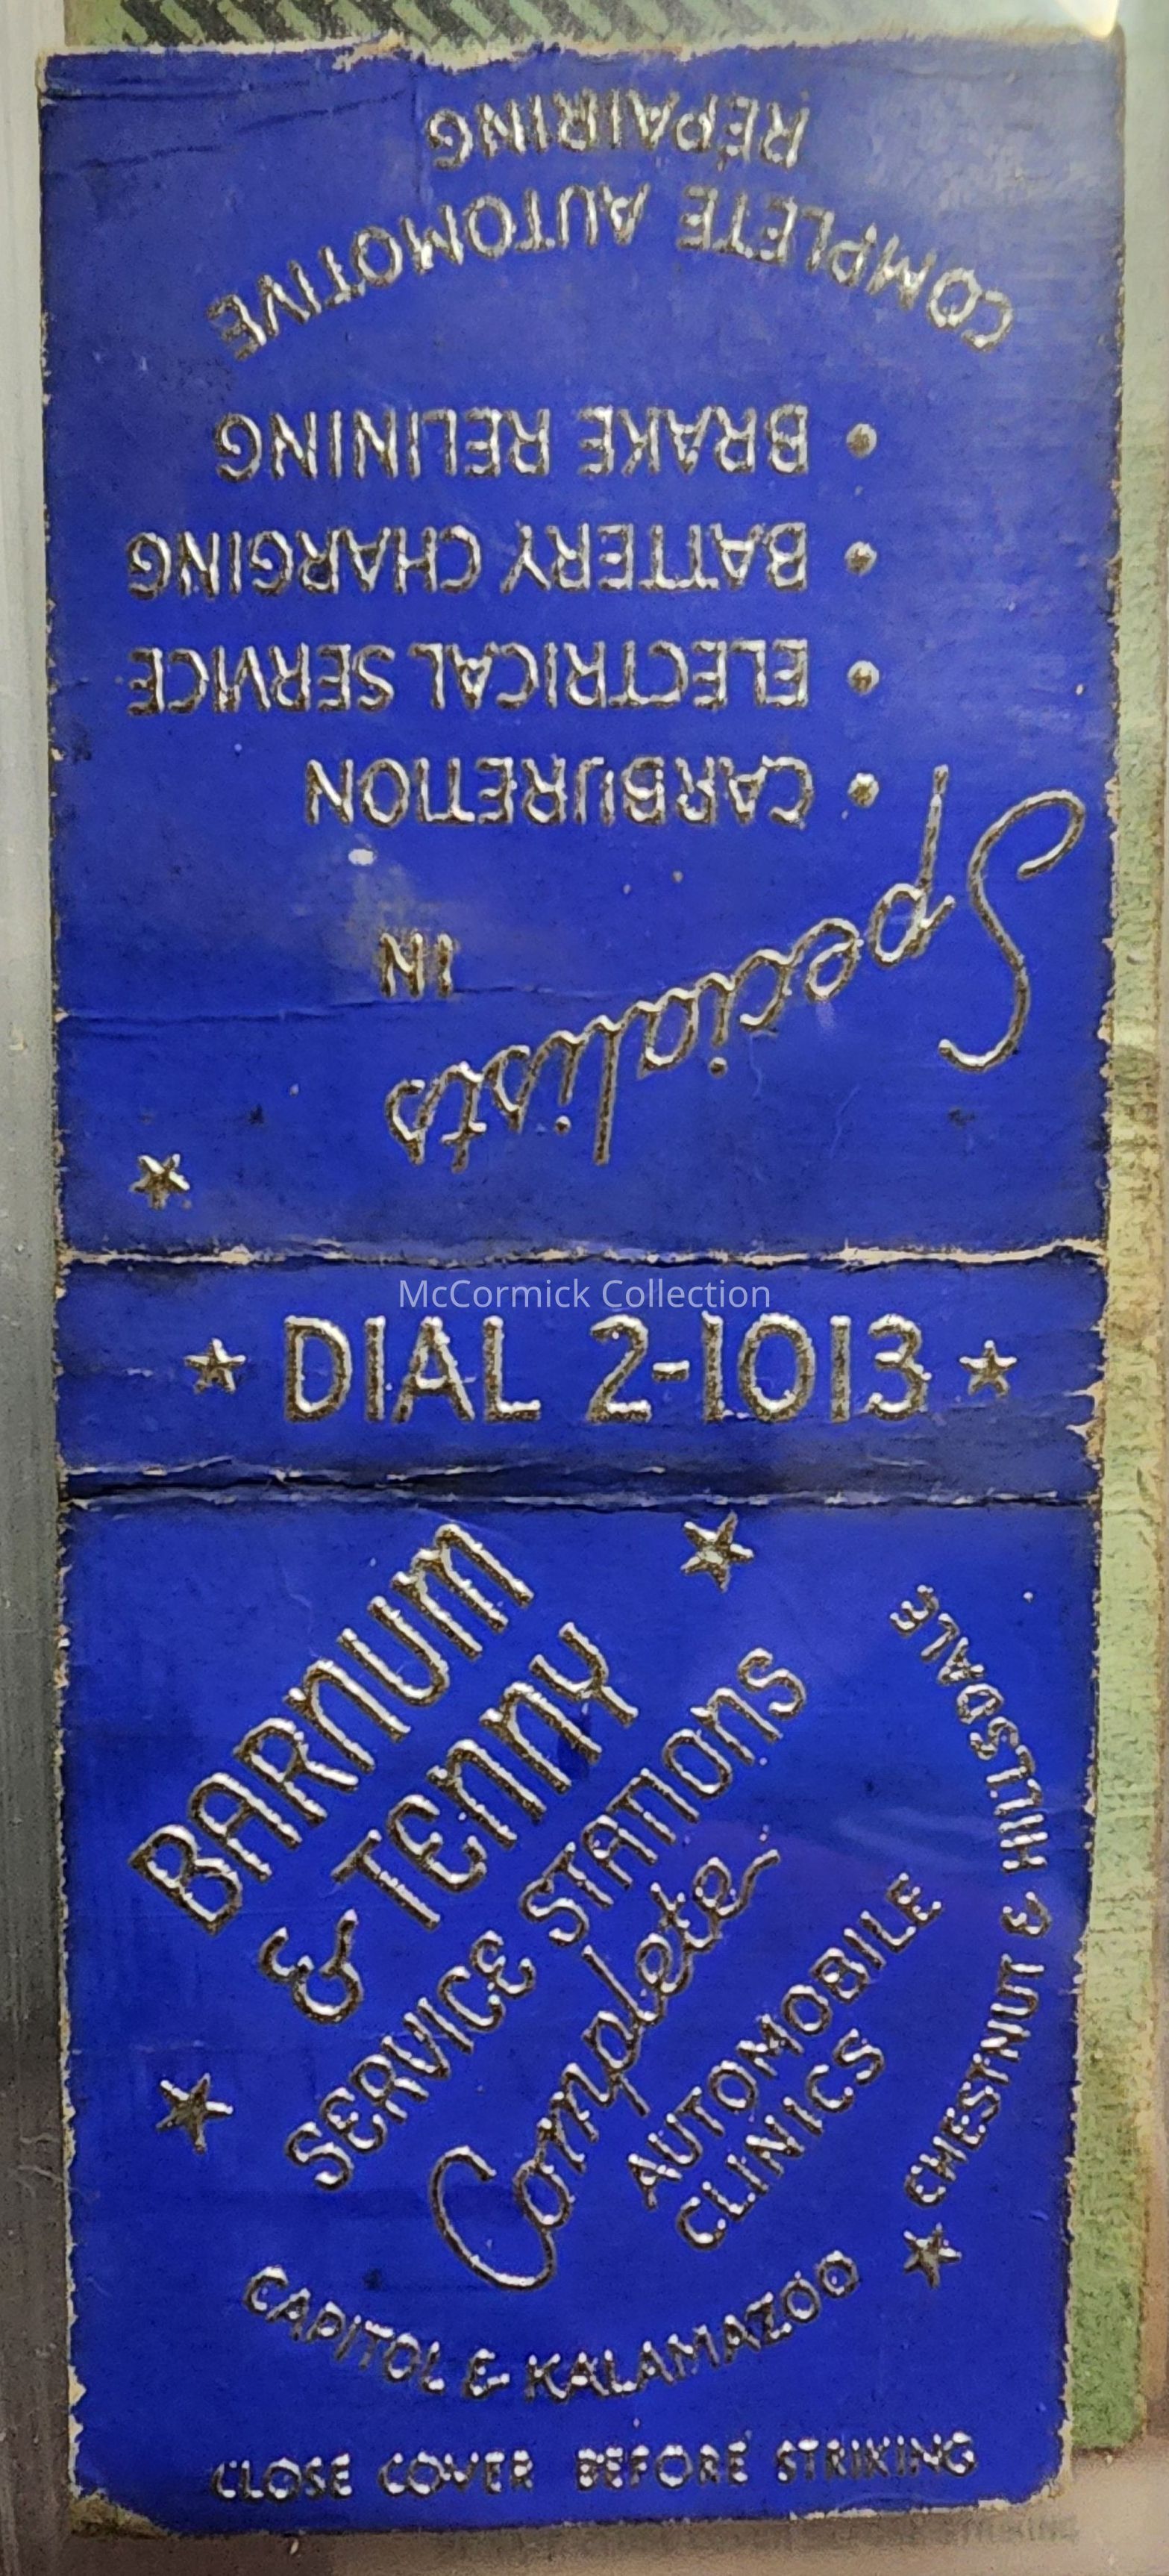 COMPLETE AUTOMOTIVE
REPAIRING
• BRAKE RELINING
• BATTERY CHARGING
• ELECTRICAL SERVICE
• CARBURETION
Specialists
IN
McCormick Collection
★ DIAL 2-1013 ★
BARNUM
& TENNY
SERVICE STATIONS
Complete
AUTOMOBILE
CLINICS
CAPITOL & KALAMAZOO ★ CHESTNUT & HILLSDALE
CLOSE COVER BEFORE STRIKING